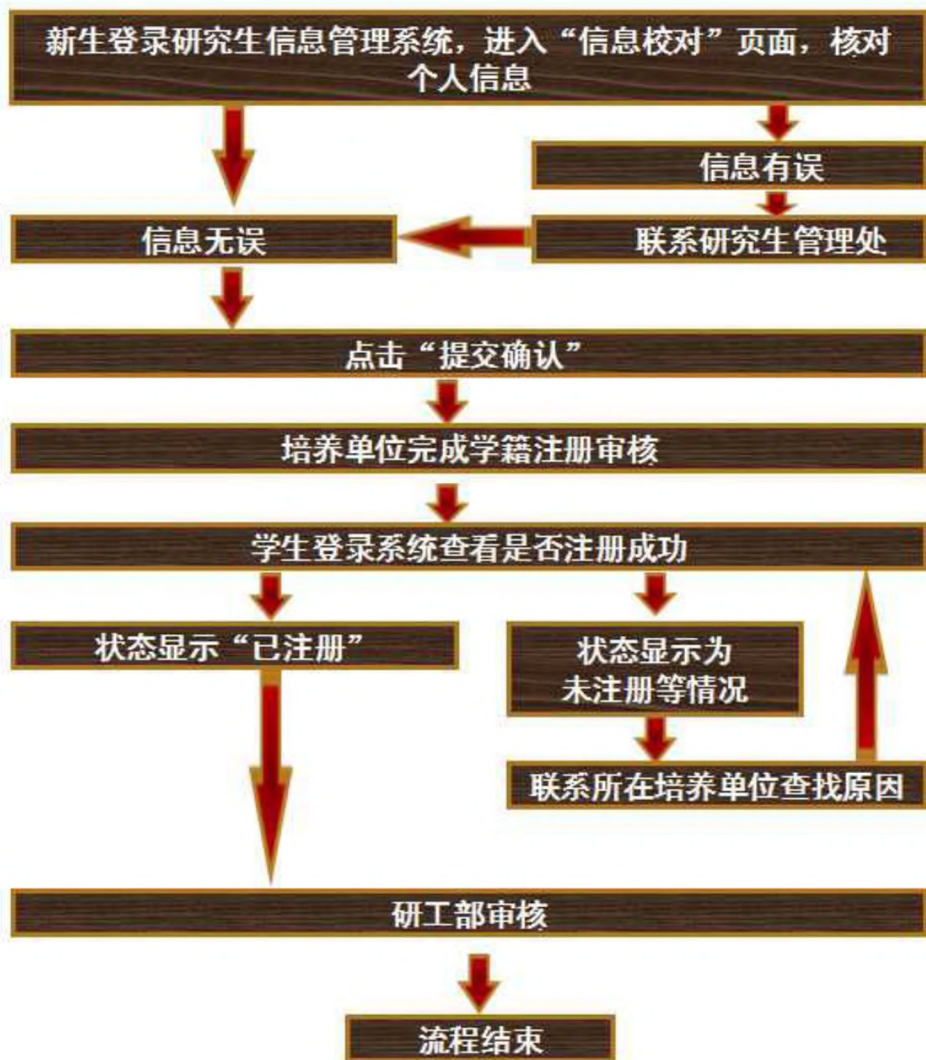 新生登录研究生信息管理系统，进入“信息校对”页面，核对
个人信息
信息有误
信息无误
联系研究生管理处
点击“提交确认”
培养单位完成学籍注册审核
学生登录系统查看是否注册成功
状态显示“已注册”
状态显示为
未注册等情况
联系所在培养单位查找原因
研工部审核
流程结束